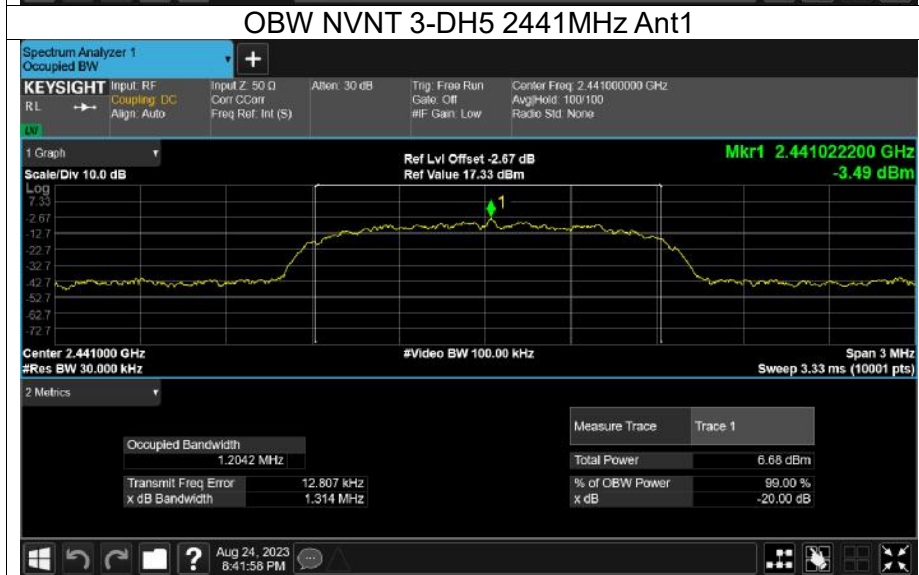 OBW NVNT 3-DH5 2441MHz Ant1
Spectrum Analyzer 1
Occupied BW
+
KEYSIGHT Input: RF Input Z: 50 Ω Atten: 30 dB Trig: Free Run Center Freq: 2.441000000 GHz
RL Coupling: DC Corr CCorr Gate: Off Avg|Hold: 100/100
Align: Auto Freq Ref: Int (S) #IF Gain: Low Radio Std: None
1 Graph
Ref Lvl Offset -2.67 dB Mkr1 2.441022200 GHz
Scale/Div 10.0 dB Ref Value 17.33 dBm -3.49 dBm
Log
7.33
1
-2.67
-12.7
-22.7
-32.7
-42.7
-52.7
-62.7
-72.7
Center 2.441000 GHz #Video BW 100.00 kHz Span 3 MHz
#Res BW 30.000 kHz Sweep 3.33 ms (10001 pts)
2 Metrics
Measure Trace Trace 1
Occupied Bandwidth
1.2042 MHz Total Power 6.68 dBm
Transmit Freq Error 12.807 kHz % of OBW Power 99.00 %
x dB Bandwidth 1.314 MHz x dB -20.00 dB
? Aug 24, 2023
8:41:58 PM